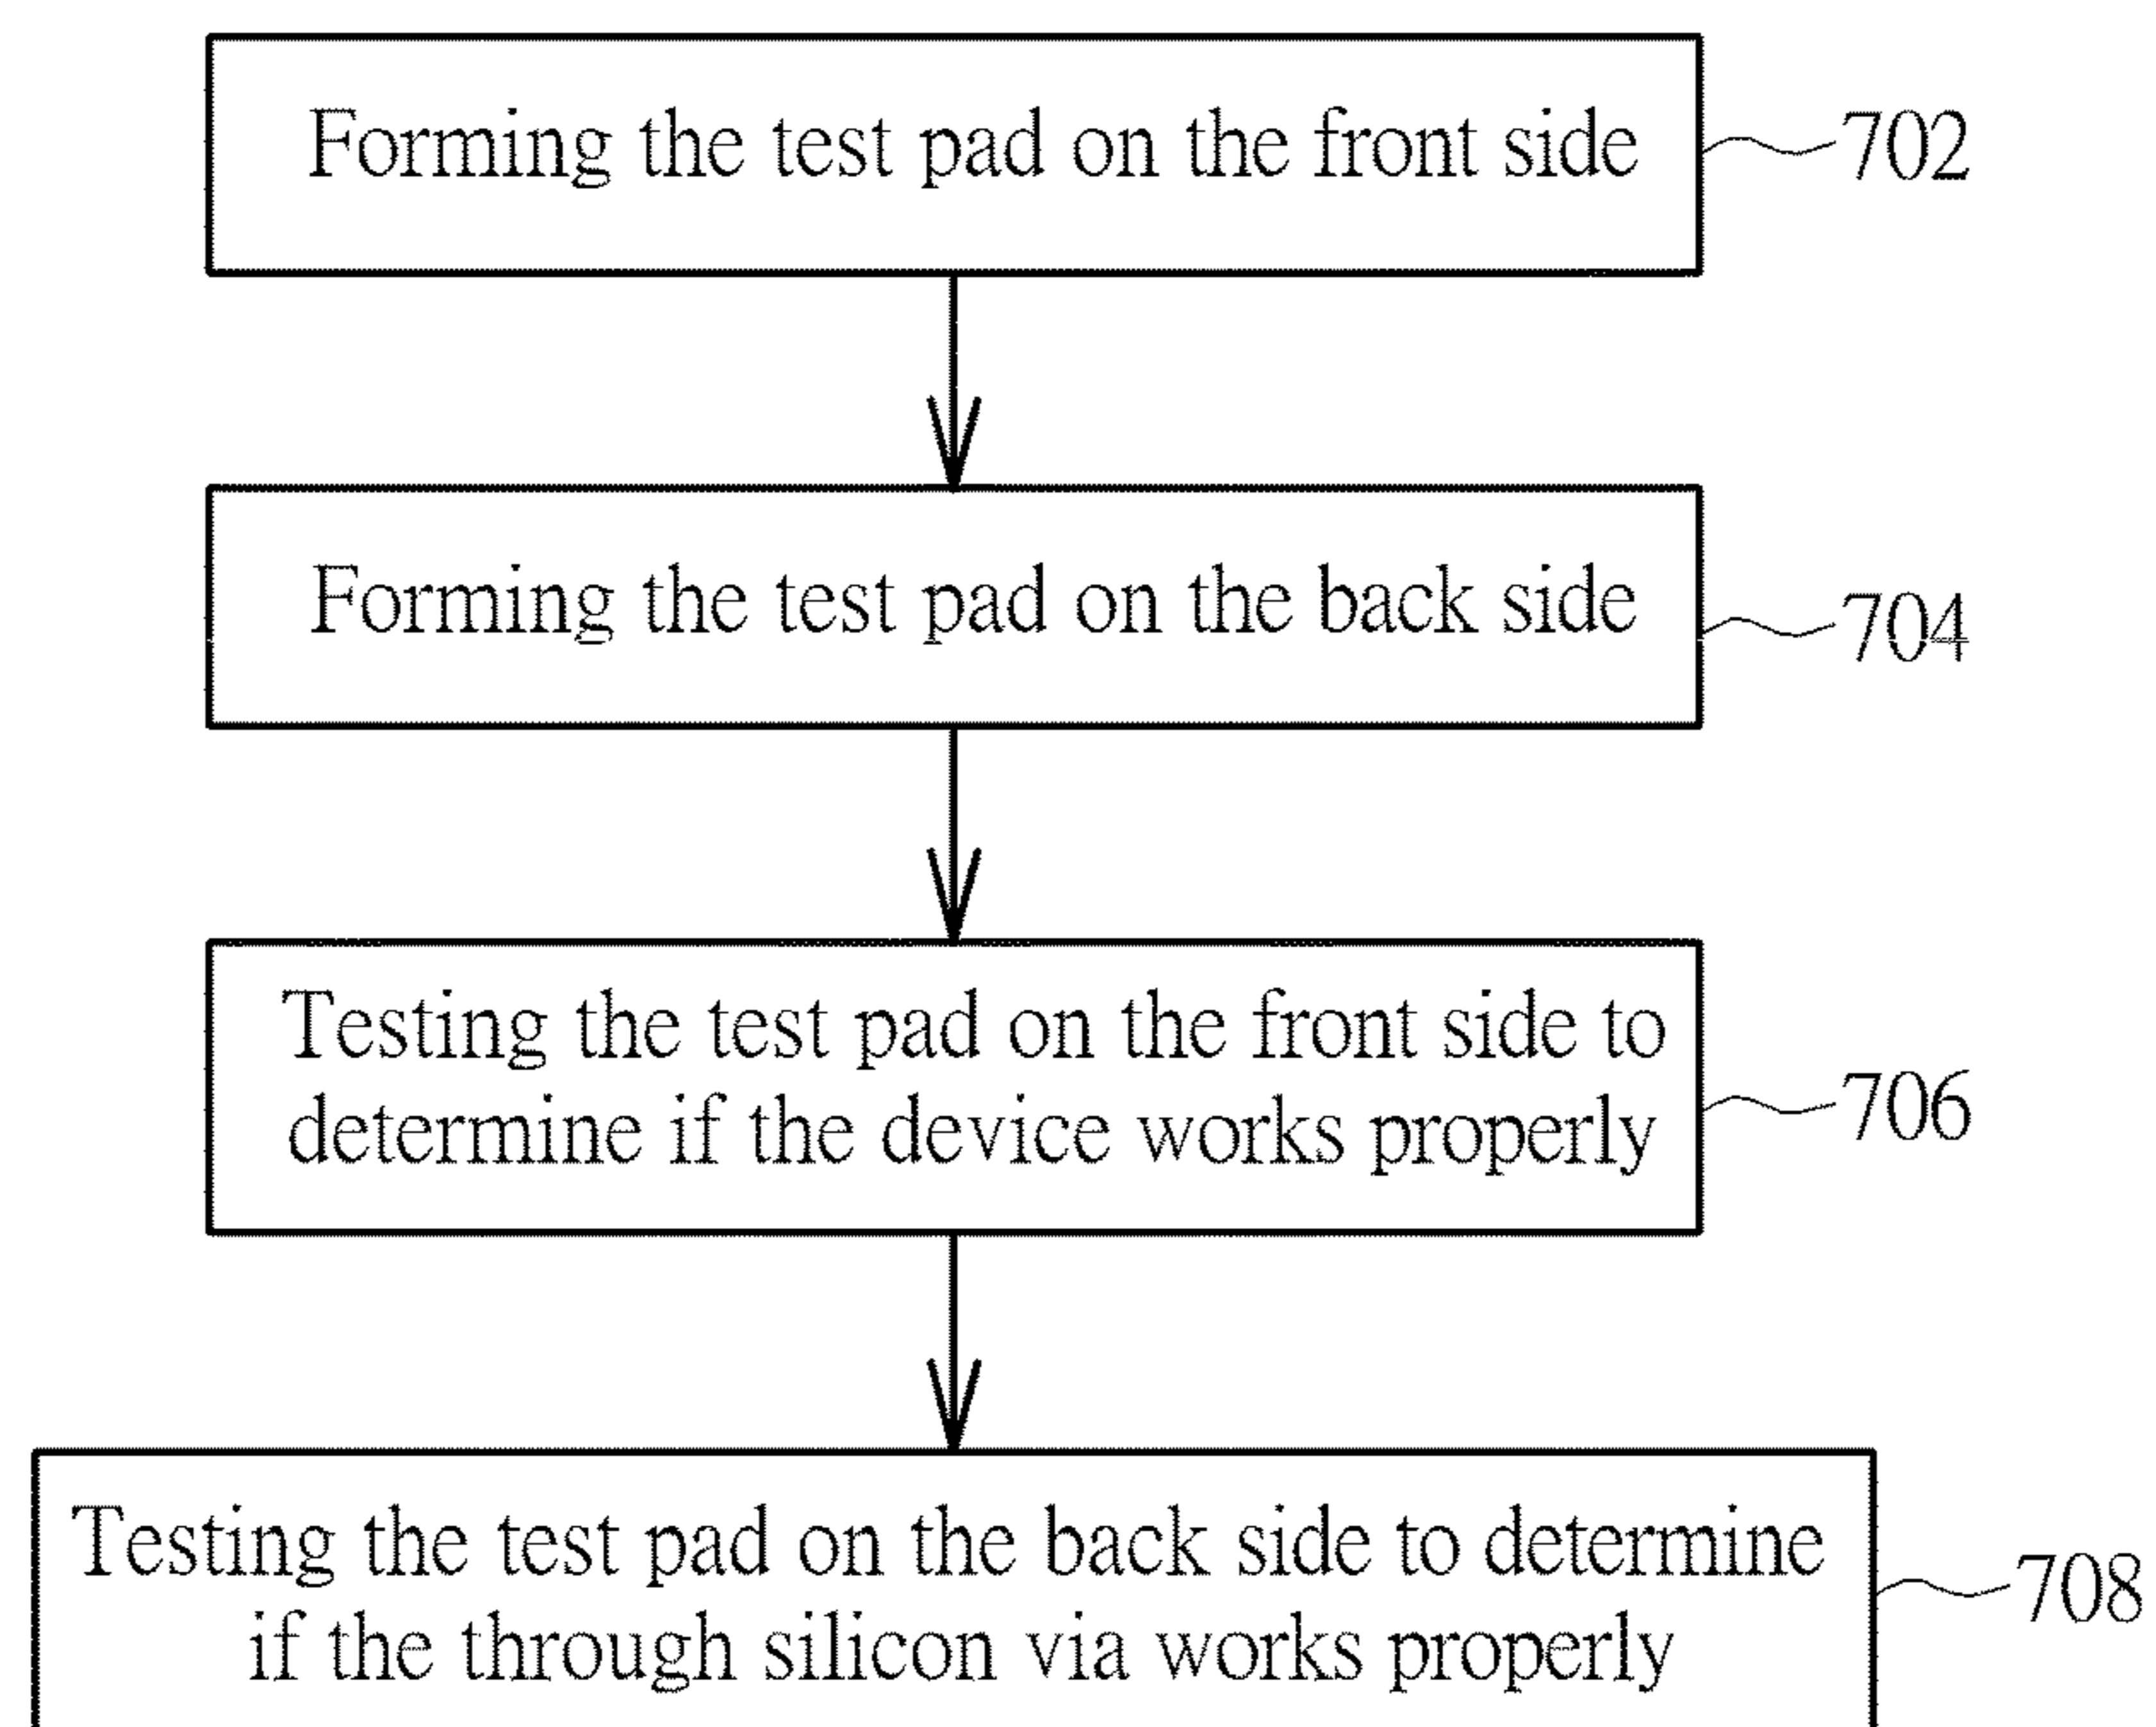 Forming the test pad on the front side
702
Forming the test pad on the back side
704
Testing the test pad on the front side to
determine if the device works properly
706
Testing the test pad on the back side to determine
if the through silicon via works properly
708